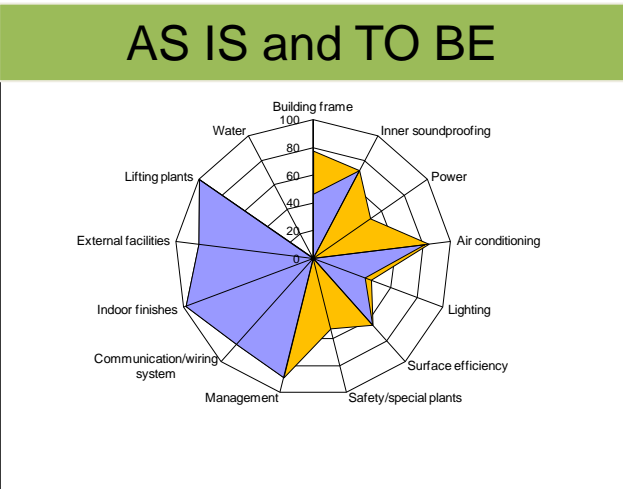 AS IS and TO BE
Building frame
100
Water
Inner soundproofing
80
Lifting plants
60
Power
40
20
External facilities
Air conditioning
0
Indoor finishes
Lighting
Communication/wiring
system
Surface efficiency
Management
Safety/special plants